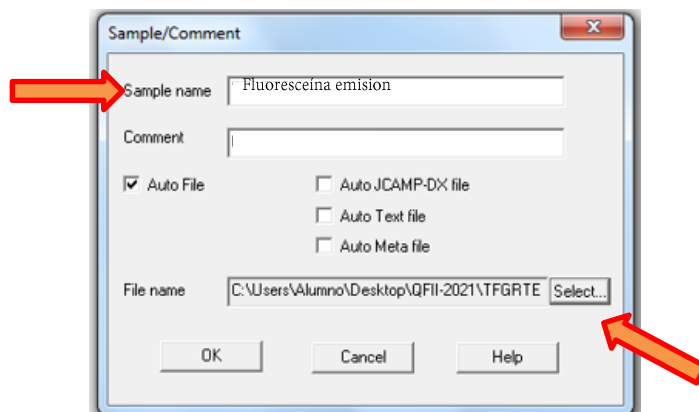 Sample/Comment
Sample name Fluoresceína emision
Comment
Auto File Auto JCAMP-DX file
Auto Text file
Auto Meta file
File name C:\Users\Alumno\Desktop\QFII-2021\TFGRTE Select...
OK Cancel Help